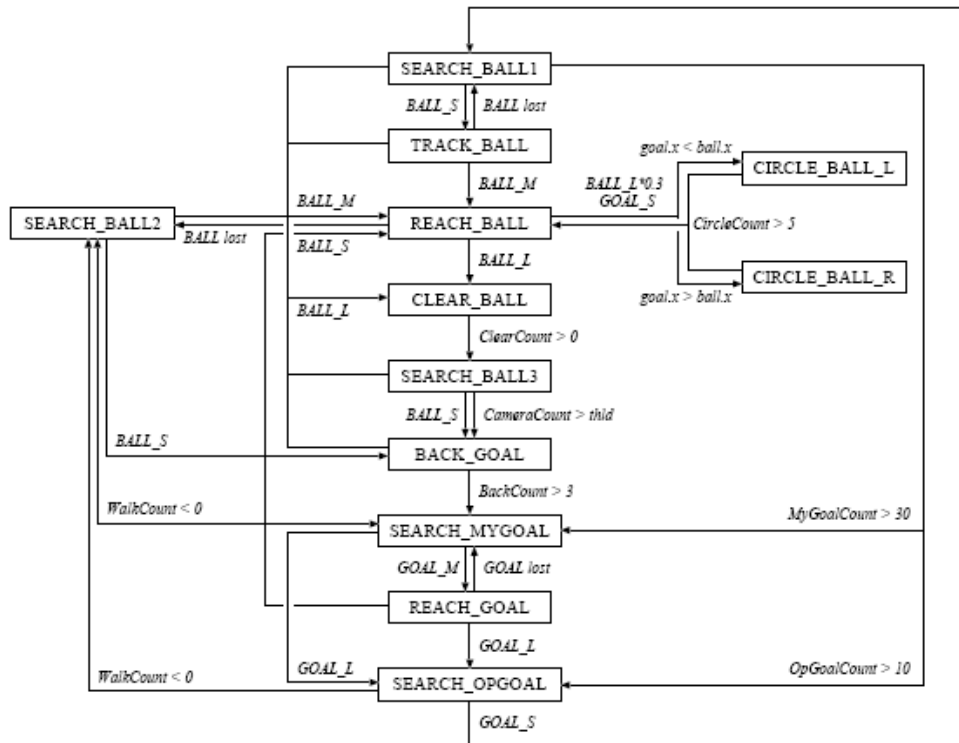 SEARCH_BALL1
BALL_S
BALL lost
TRACK_BALL
goal.x < ball.x
CIRCLE_BALL_L
BALL_M
BALL_L*0.3
GOAL_S
BALL_M
SEARCH_BALL2
REACH_BALL
CircleCount > 5
BALL lost
BALL_S
BALL_L
CIRCLE_BALL_R
goal.x > ball.x
CLEAR_BALL
BALL_L
ClearCount > 0
SEARCH_BALL3
BALL_S
CameraCount > thld
BALL_S
BACK_GOAL
BackCount > 3
WalkCount < 0
MyGoalCount > 30
SEARCH_MYGOAL
GOAL_M
GOAL lost
REACH_GOAL
GOAL_L
WalkCount < 0
GOAL_L
OpGoalCount > 10
SEARCH_OPGOAL
GOAL_S